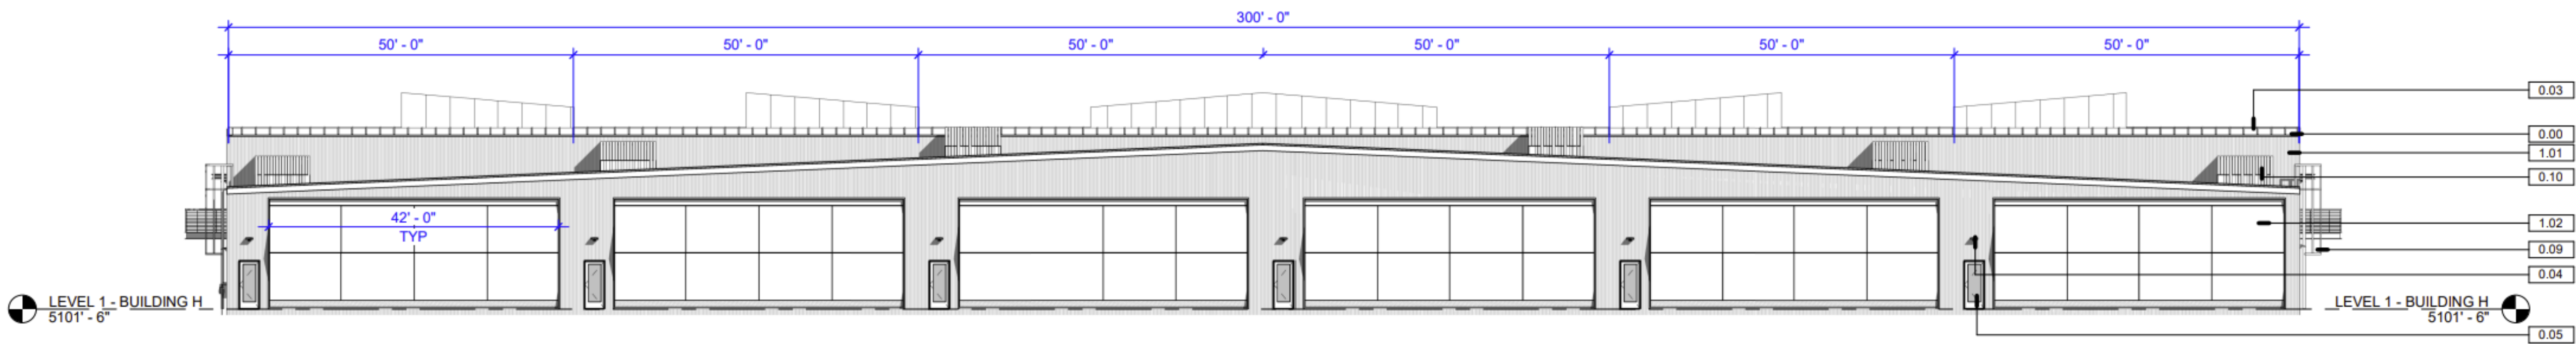 300' - 0"
50' - 0" 50' - 0" 50' - 0" 50' - 0" 50' - 0" 50' - 0"
0.03
0.00
1.01
0.10
42' - 0"
TYP
1.02
0.09
0.04
LEVEL 1 - BUILDING H
5101' - 6"
LEVEL 1 - BUILDING H
5101' - 6"
0.05